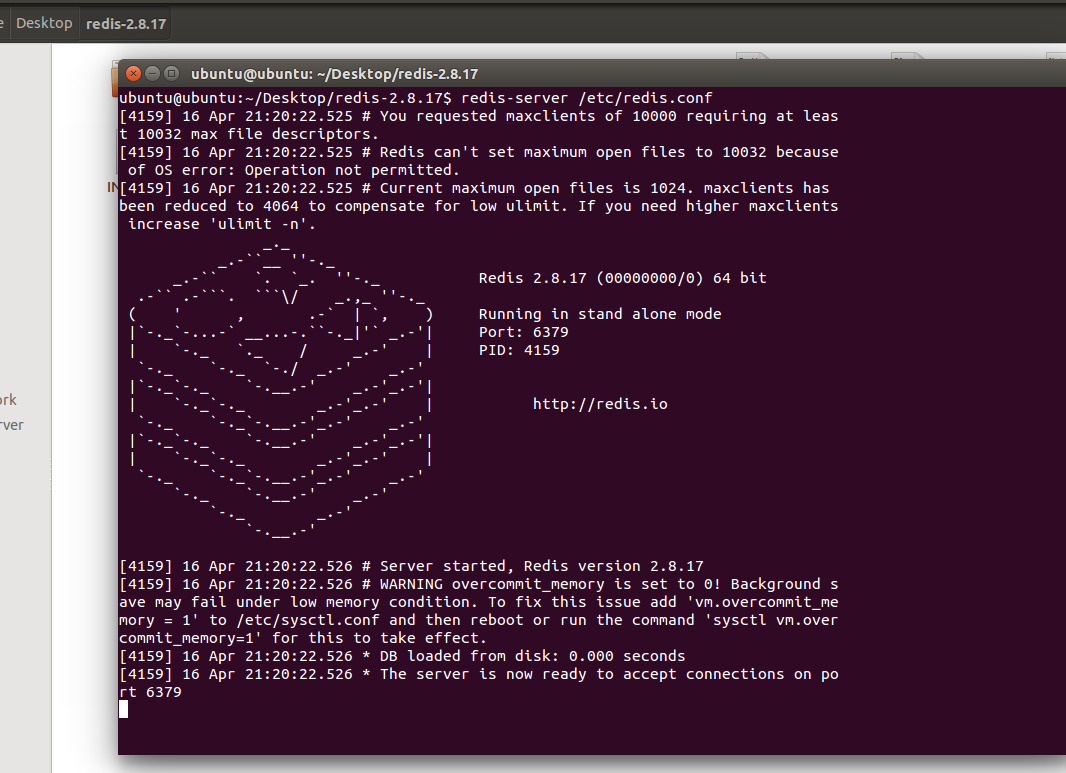 Desktop
redis-2.8.17
ubuntu@ubuntu: ~/Desktop/redis-2.8.17
ubuntu@ubuntu:~/Desktop/redis-2.8.17$ redis-server /etc/redis.conf
[4159] 16 Apr 21:20:22.525 # You requested maxclients of 10000 requiring at leas
t 10032 max file descriptors.
[4159] 16 Apr 21:20:22.525 # Redis can't set maximum open files to 10032 because
of OS error: Operation not permitted.
[4159] 16 Apr 21:20:22.525 # Current maximum open files is 1024. maxclients has
been reduced to 4064 to compensate for low ulimit. If you need higher maxclients
increase 'ulimit -n'.
Redis 2.8.17 (00000000/0) 64 bit
Running in stand alone mode
Port: 6379
PID: 4159
http://redis.io
[4159] 16 Apr 21:20:22.526 # Server started, Redis version 2.8.17
[4159] 16 Apr 21:20:22.526 # WARNING overcommit_memory is set to 0! Background s
ave may fail under low memory condition. To fix this issue add 'vm.overcommit_me
mory = 1' to /etc/sysctl.conf and then reboot or run the command 'sysctl vm.over
commit_memory=1' for this to take effect.
[4159] 16 Apr 21:20:22.526 * DB loaded from disk: 0.000 seconds
[4159] 16 Apr 21:20:22.526 * The server is now ready to accept connections on po
rt 6379